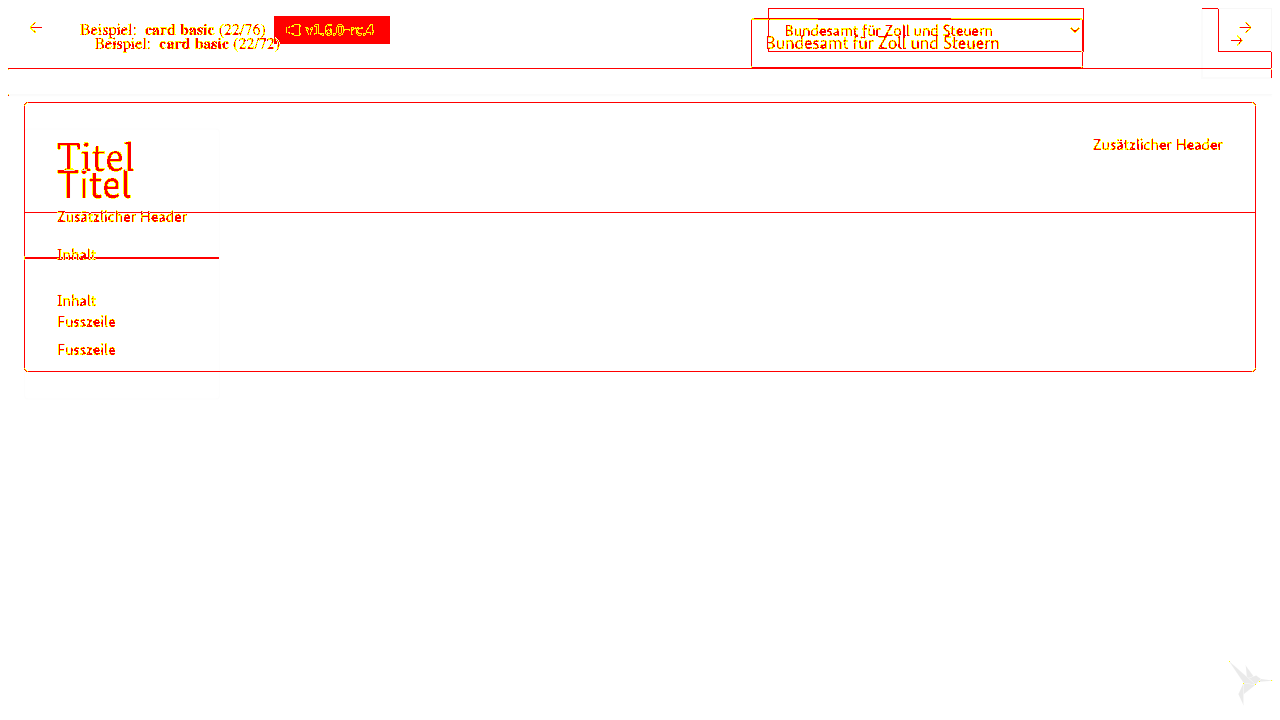 Beispiel: card basic (22/76)
v1.6.0-rc.4
Bundesamt für Zoll und Steuern
Beispiel: card basic (22/72)
Bundesamt für Zoll und Steuern
Titel
Zusätzlicher Header
Titel
Zusätzlicher Header
Inhalt
Inhalt
Fusszeile
Fusszeile